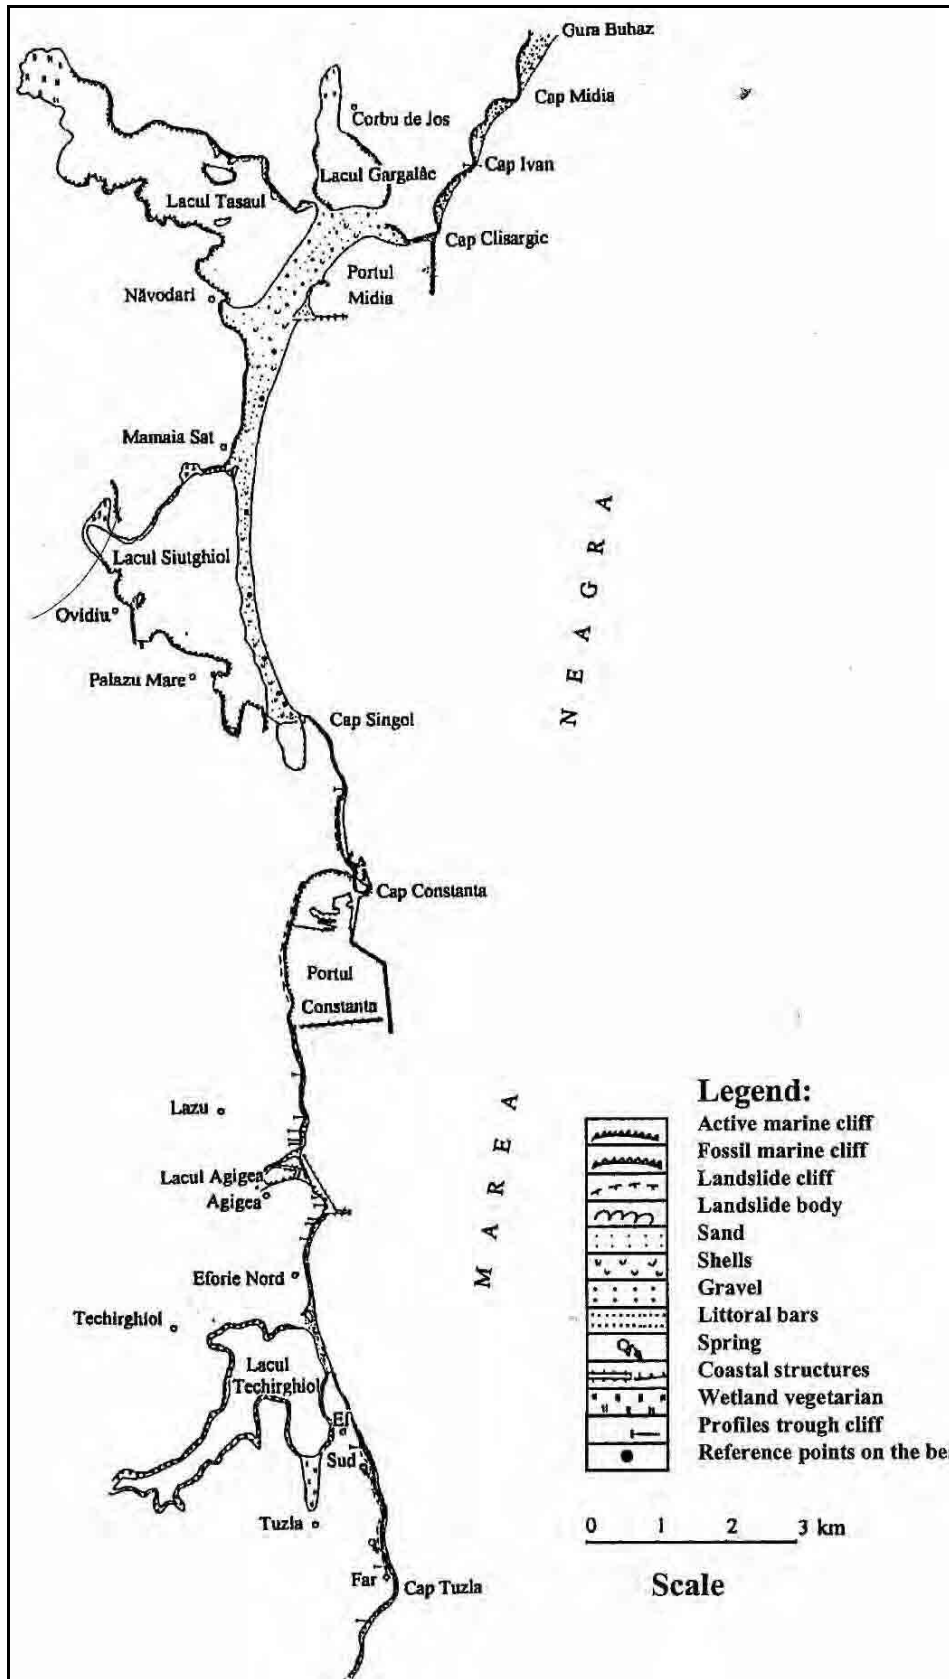 Gura Buhaz
Cap Midia
Corbu de Jos
Cap Ivan
Lacul Gargalâc
Lacul Tasaul
Cap Clisargic
Portul
Midia
Năvodari
Mamaia Sat
Lacul Siutghiol
Ovidiu
Palazu Mare
Cap Singol
NEAGRA
Cap Constanta
Portul
Constanta
Lazu
MAREA
Lacul Agigea
Agigea
Eforie Nord
Techirghiol
Lacul
Techirghiol
Ef
Sud
Tuzla
Far
Cap Tuzla
Legend:
Active marine cliff
Fossil marine cliff
Landslide cliff
Landslide body
Sand
Shells
Gravel
Littoral bars
Spring
Coastal structures
Wetland vegetarian
Profiles trough cliff
Reference points on the be
0 1 2 3 km
Scale